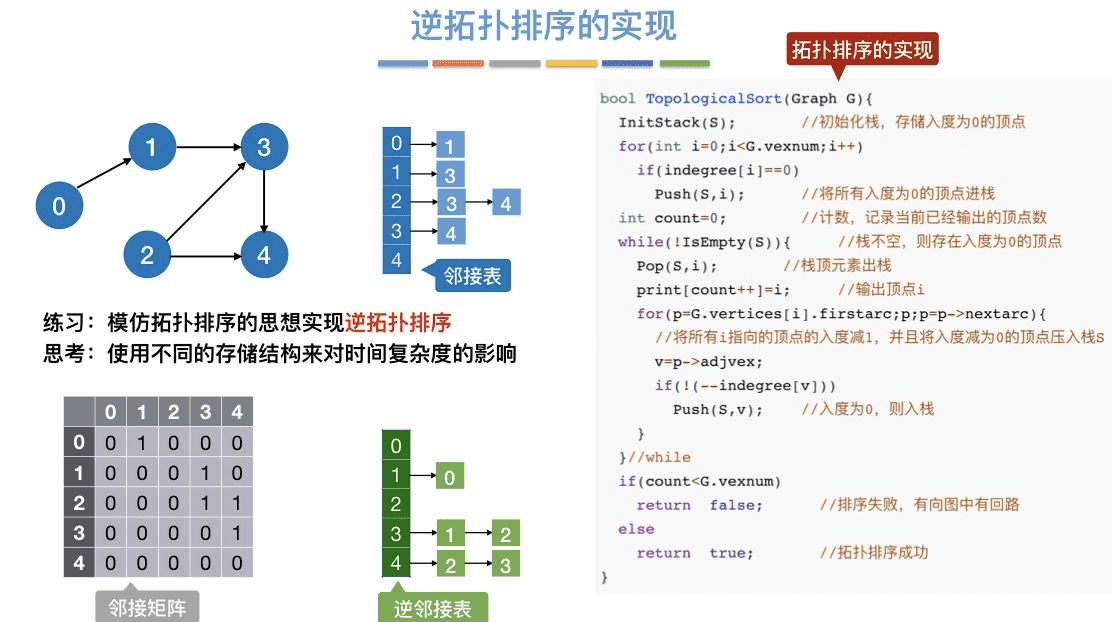 逆拓扑排序的实现
拓扑排序的实现
0
1
2
3
4
0 1
1 3
2 3 4
3 4
4
邻接表
练习：模仿拓扑排序的思想实现逆拓扑排序
思考：使用不同的存储结构来对时间复杂度的影响
0 1 2 3 4
0 0 1 0 0 0
1 0 0 0 1 0
2 0 0 0 1 1
3 0 0 0 0 1
4 0 0 0 0 0
邻接矩阵
0
1 0
2
3 1 2
4 2 3
逆邻接表
bool TopologicalSort(Graph G){
InitStack(S); //初始化栈，存储入度为0的顶点
for(int i=0;i<G.vexnum;i++)
if(indegree[i]==0)
Push(S,i); //将所有入度为0的顶点进栈
int count=0; //计数，记录当前已经输出的顶点数
while(!IsEmpty(S)){ //栈不空，则存在入度为0的顶点
Pop(S,i); //栈顶元素出栈
print[count++]=i; //输出顶点i
for(p=G.vertices[i].firstarc;p;p=p->nextarc){
//将所有i指向的顶点的入度减1，并且将入度减为0的顶点压入栈S
v=p->adjvex;
if(!(--indegree[v]))
Push(S,v); //入度为0，则入栈
}
}//while
if(count<G.vexnum)
return false; //排序失败，有向图中有回路
else
return true; //拓扑排序成功
}